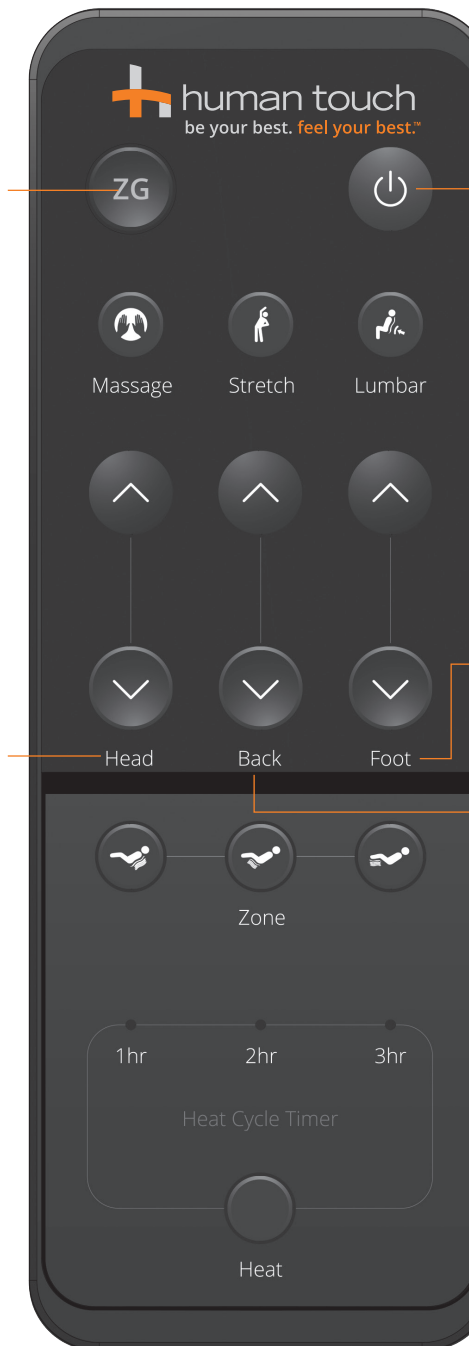 human touch
be your best. feel your best.™
ZG
Massage Stretch Lumbar
Head Back Foot
Zone
1hr 2hr 3hr
Heat Cycle Timer
Heat